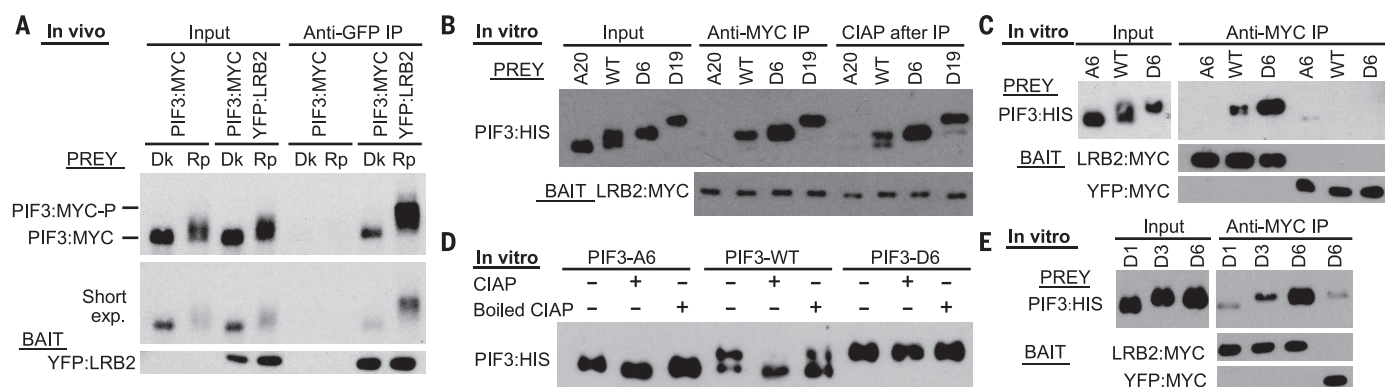 A In vivo
Input Anti-GFP IP
PIF3:MYC PIF3:MYC YFP:LRB2 PIF3:MYC PIF3:MYC YFP:LRB2
PREY Dk Rp Dk Rp Dk Rp Dk Rp
PIF3:MYC-P
PIF3:MYC
Short exp.
BAIT
YFP:LRB2
B In vitro
Input Anti-MYC IP CIAP after IP
PREY A20 WT D6 D19 A20 WT D6 D19 A20 WT D6 D19
PIF3:HIS
BAIT LRB2:MYC
C In vitro
Input Anti-MYC IP
A6 WT D6 A6 WT D6 A6 WT D6
PREY
PIF3:HIS
BAIT LRB2:MYC
YFP:MYC
D In vitro
PIF3-A6 PIF3-WT PIF3-D6
CIAP – + – – + – – + –
Boiled CIAP – – + – – + – – +
PIF3:HIS
E In vitro
Input Anti-MYC IP
D1 D3 D6 D1 D3 D6 D6
PREY
PIF3:HIS
BAIT LRB2:MYC
YFP:MYC